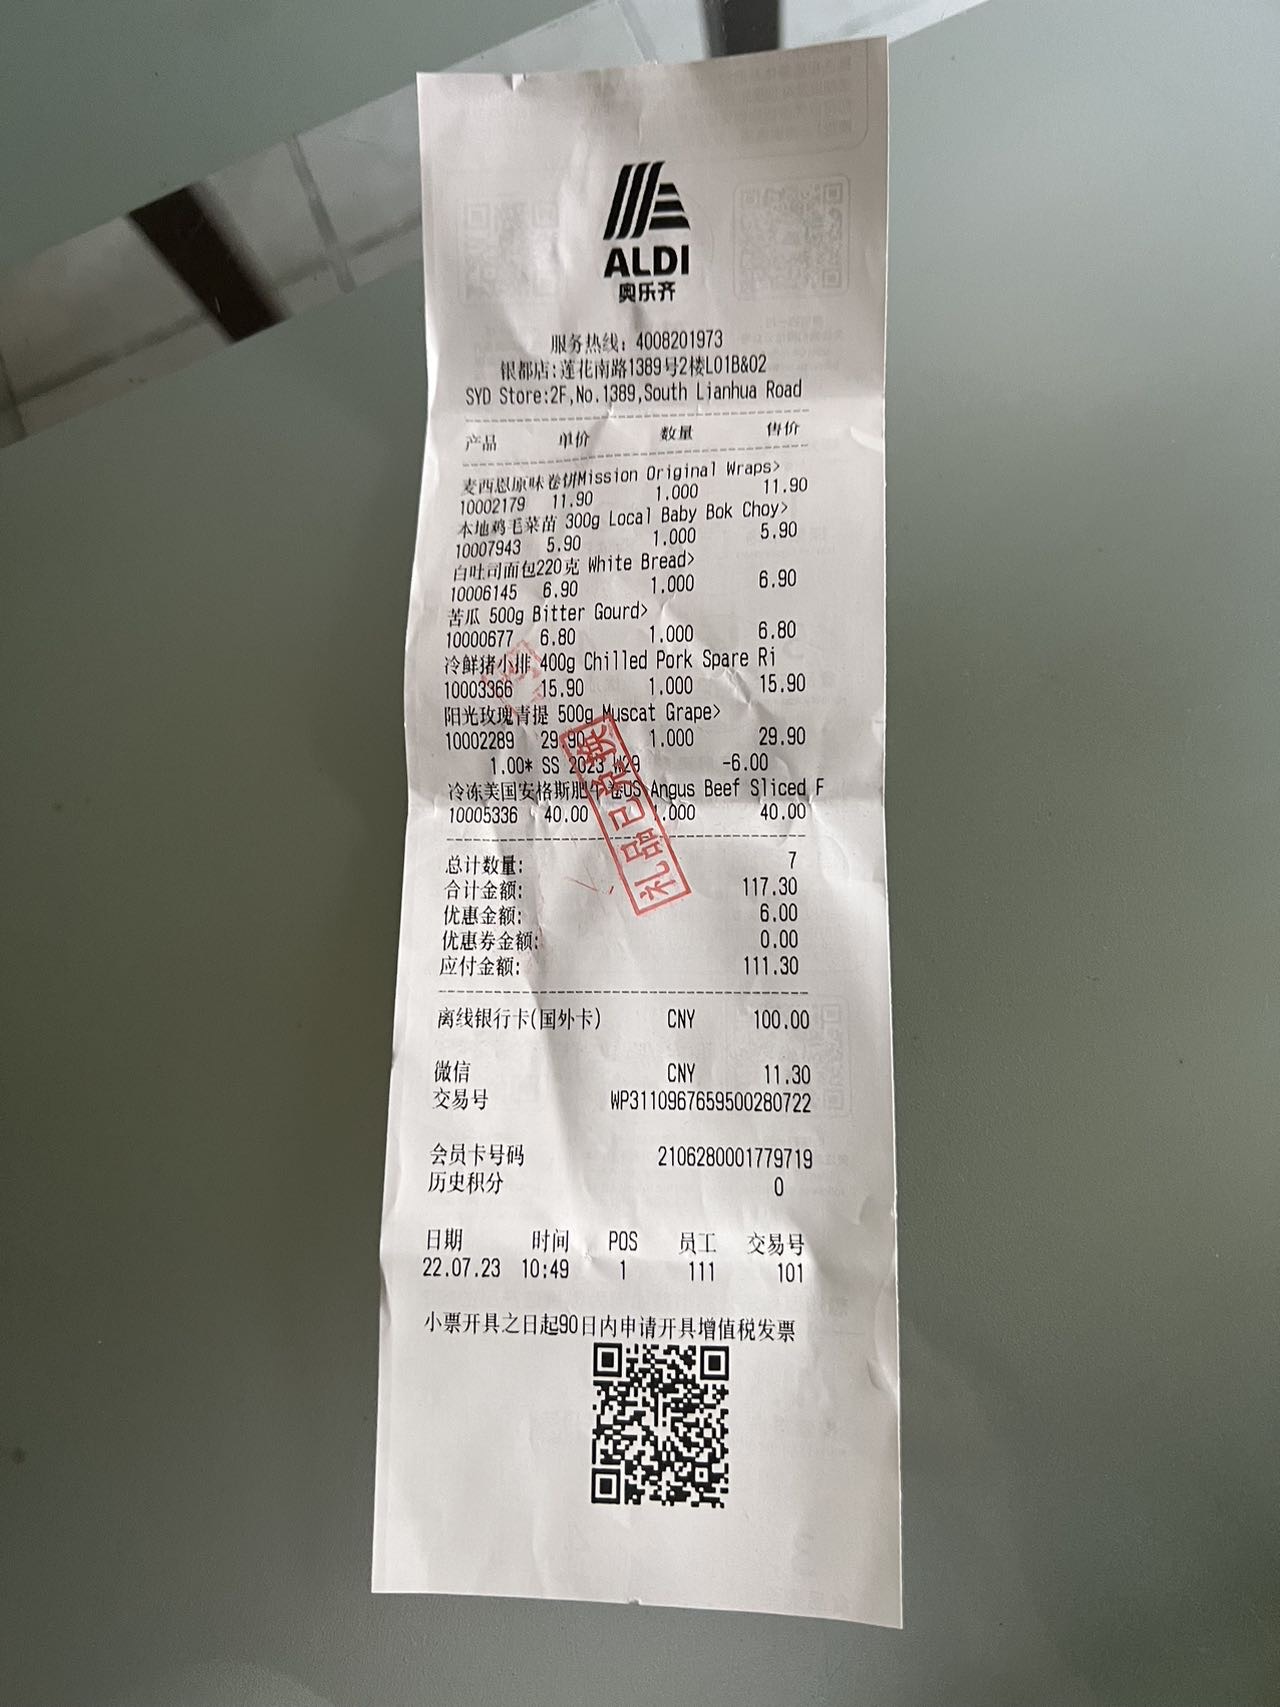 ALDI
奥乐齐
服务热线: 4008201973
银都店:莲花南路1389号2楼L01B&02
SYD Store:2F,No.1389,South Lianhua Road
产品 单价 数量 售价
麦西恩原味卷饼Mission Original Wraps>
10002179 11.90 1.000 11.90
本地鸡毛菜苗 300g Local Baby Bok Choy>
10007943 5.90 1.000 5.90
白吐司面包220克 White Bread>
10006145 6.90 1.000 6.90
苦瓜 500g Bitter Gourd>
10000677 6.80 1.000 6.80
冷鲜猪小排 400g Chilled Pork Spare Ri
10003366 15.90 1.000 15.90
阳光玫瑰青提 500g Muscat Grape>
10002289 29.90 1.000 29.90
1.00* SS 2023 W29 -6.00
冷冻美国安格斯肥牛卷US Angus Beef Sliced F
10005336 40.00 1.000 40.00
礼品已兑换
总计数量: 7
合计金额: 117.30
优惠金额: 6.00
优惠券金额: 0.00
应付金额: 111.30
离线银行卡(国外卡) CNY 100.00
微信 CNY 11.30
交易号 WP3110967659500280722
会员卡号码 2106280001779719
历史积分 0
日期 时间 POS 员工 交易号
22.07.23 10:49 1 111 101
小票开具之日起90日内申请开具增值税发票